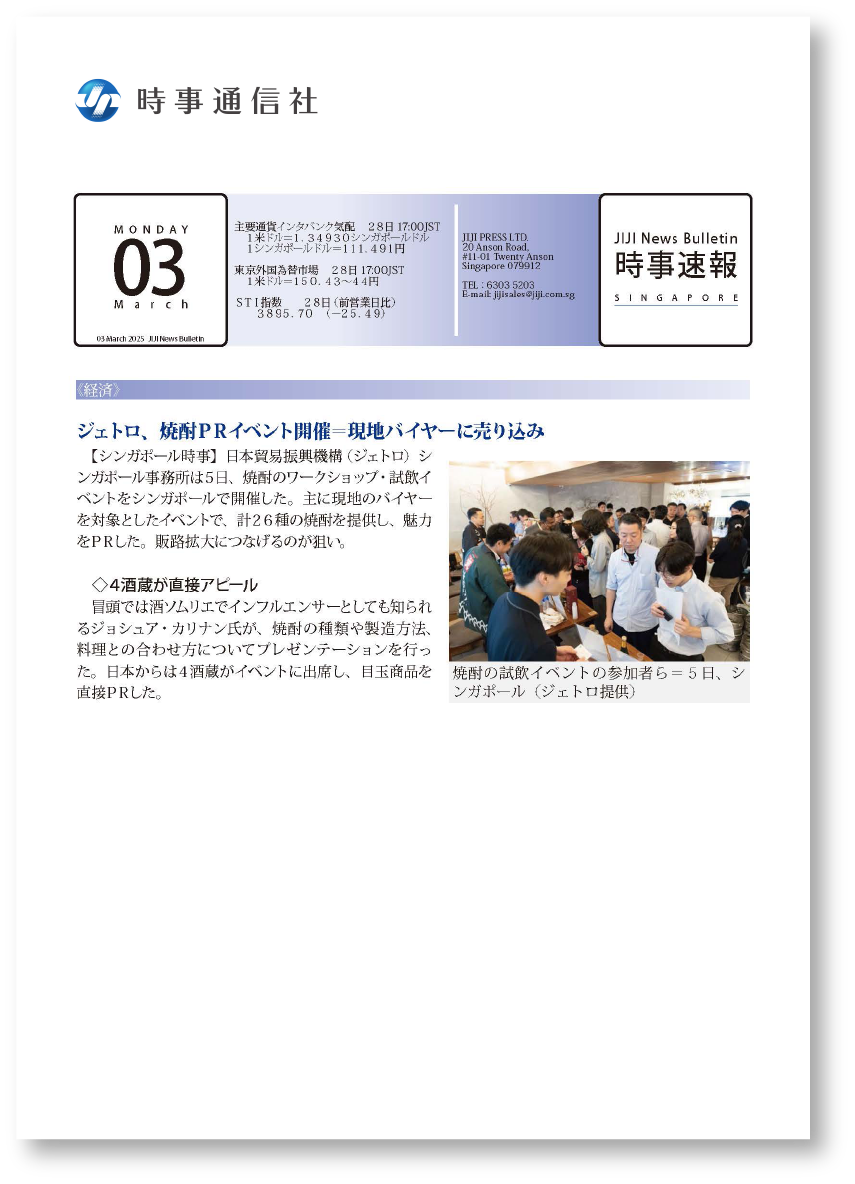 時事通信社
MONDAY
03
March
03 March 2025 JIJI News Bulletin
主要通貨インタバンク気配 28日17:00JST
1米ドル=1.34930シンガポールドル
1シンガポールドル=111.491円
東京外国為替市場 28日17:00JST
1米ドル=150.43〜44円
STI指数 28日(前営業日比)
3895.70 (−25.49)
JIJI PRESS LTD.
20 Anson Road,
#11-01 Twenty Anson
Singapore 079912
TEL:6303 5203
E-mail: jijisales@jiji.com.sg
JIJI News Bulletin
時事速報
SINGAPORE
《経済》
ジェトロ、焼酎PRイベント開催=現地バイヤーに売り込み
【シンガポール時事】日本貿易振興機構(ジェトロ)シ
ンガポール事務所は5日、焼酎のワークショップ・試飲イ
ベントをシンガポールで開催した。主に現地のバイヤー
を対象としたイベントで、計26種の焼酎を提供し、魅力
をPRした。販路拡大につなげるのが狙い。
◇4酒蔵が直接アピール
冒頭では酒ソムリエでインフルエンサーとしても知られ
るジョシュア・カリナン氏が、焼酎の種類や製造方法、
料理との合わせ方についてプレゼンテーションを行っ
た。日本からは4酒蔵がイベントに出席し、目玉商品を
直接PRした。
焼酎の試飲イベントの参加者ら=5日、シ
ンガポール(ジェトロ提供)